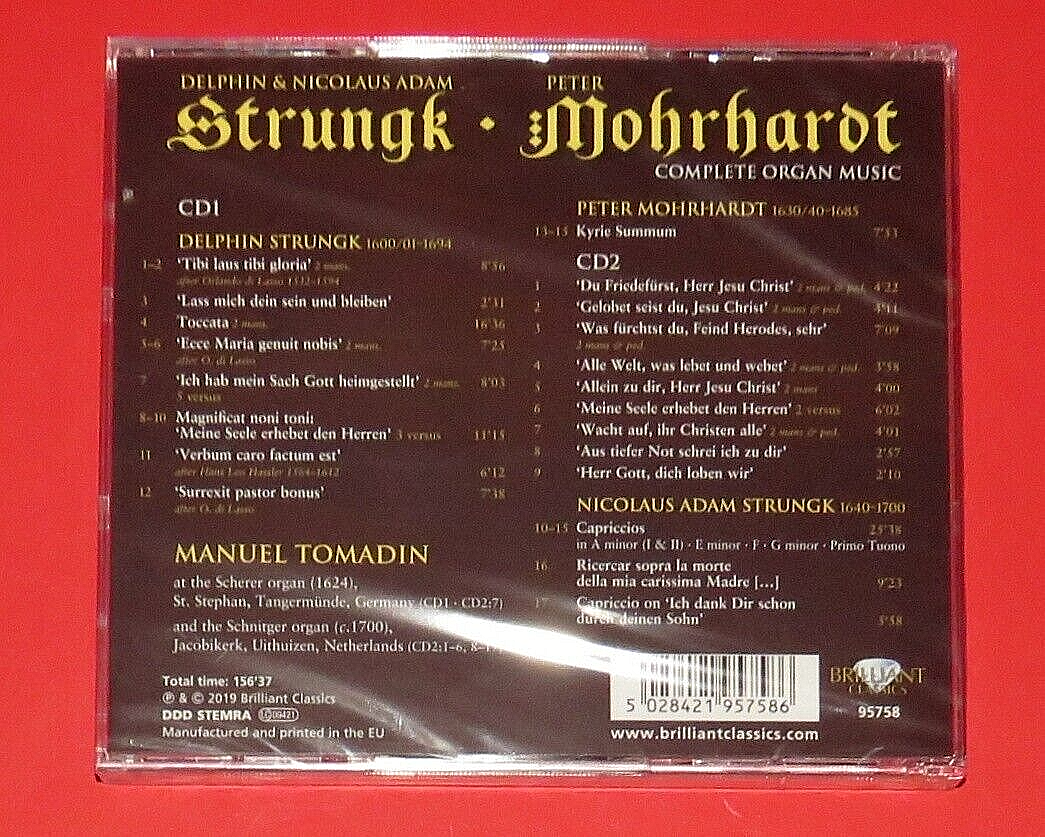 DELPHIN & NICOLAUS ADAM
Strungk ·
PETER
Mohrhardt
COMPLETE ORGAN MUSIC
CD1
DELPHIN STRUNGK 1600/01-1694
1–2 ‘Tibi laus tibi gloria’ 2 mans. 8'56
after Orlando di Lasso 1532-1594
3 ‘Lass mich dein sein und bleiben’ 2'31
4 Toccata 2 mans. 16'36
5–6 ‘Ecce Maria genuit nobis’ 2 mans. 7'25
after O. di Lasso
7 ‘Ich hab mein Sach Gott heimgestellt’ 2 mans. 8'03
5 versus
8–10 Magnificat noni toni:
‘Meine Seele erhebet den Herren’ 3 versus 11'15
11 ‘Verbum caro factum est’
after Hans Leo Hassler 1564-1612 6'12
12 ‘Surrexit pastor bonus’ 7'38
after O. di Lasso
MANUEL TOMADIN
at the Scherer organ (1624),
St. Stephan, Tangermünde, Germany (CD1 · CD2:7)
and the Schnitger organ (c.1700),
Jacobikerk, Uithuizen, Netherlands (CD2:1–6, 8–
Total time: 156'37
℗ & © 2019 Brilliant Classics
DDD STEMRA LC 09421
Manufactured and printed in the EU
PETER MOHRHARDT 1630/40-1685
13–15 Kyrie Summum 7'53
CD2
1 ‘Du Friedefürst, Herr Jesu Christ’ 2 mans & ped. 4'22
2 ‘Gelobet seist du, Jesu Christ’ 2 mans & ped. 4'11
3 ‘Was fürchtst du, Feind Herodes, sehr’ 7'09
2 mans & ped.
4 ‘Alle Welt, was lebet und webet’ 2 mans & ped. 3'58
5 ‘Allein zu dir, Herr Jesu Christ’ 2 mans 4'00
6 ‘Meine Seele erhebet den Herren’ 2 versus 6'02
7 ‘Wacht auf, ihr Christen alle’ 2 mans & ped. 4'01
8 ‘Aus tiefer Not schrei ich zu dir’ 2'57
9 ‘Herr Gott, dich loben wir’ 2'10
NICOLAUS ADAM STRUNGK 1640-1700
10–15 Capriccios 25'38
in A minor (I & II) · E minor · F · G minor · Primo Tuono
16 Ricercar sopra la morte
della mia carissima Madre [...] 9'23
17 Capriccio on ‘Ich dank Dir schon
durch deinen Sohn’ 3'58
5 028421 957586
www.brilliantclassics.com
BRILLIANT
CLASSICS
95758